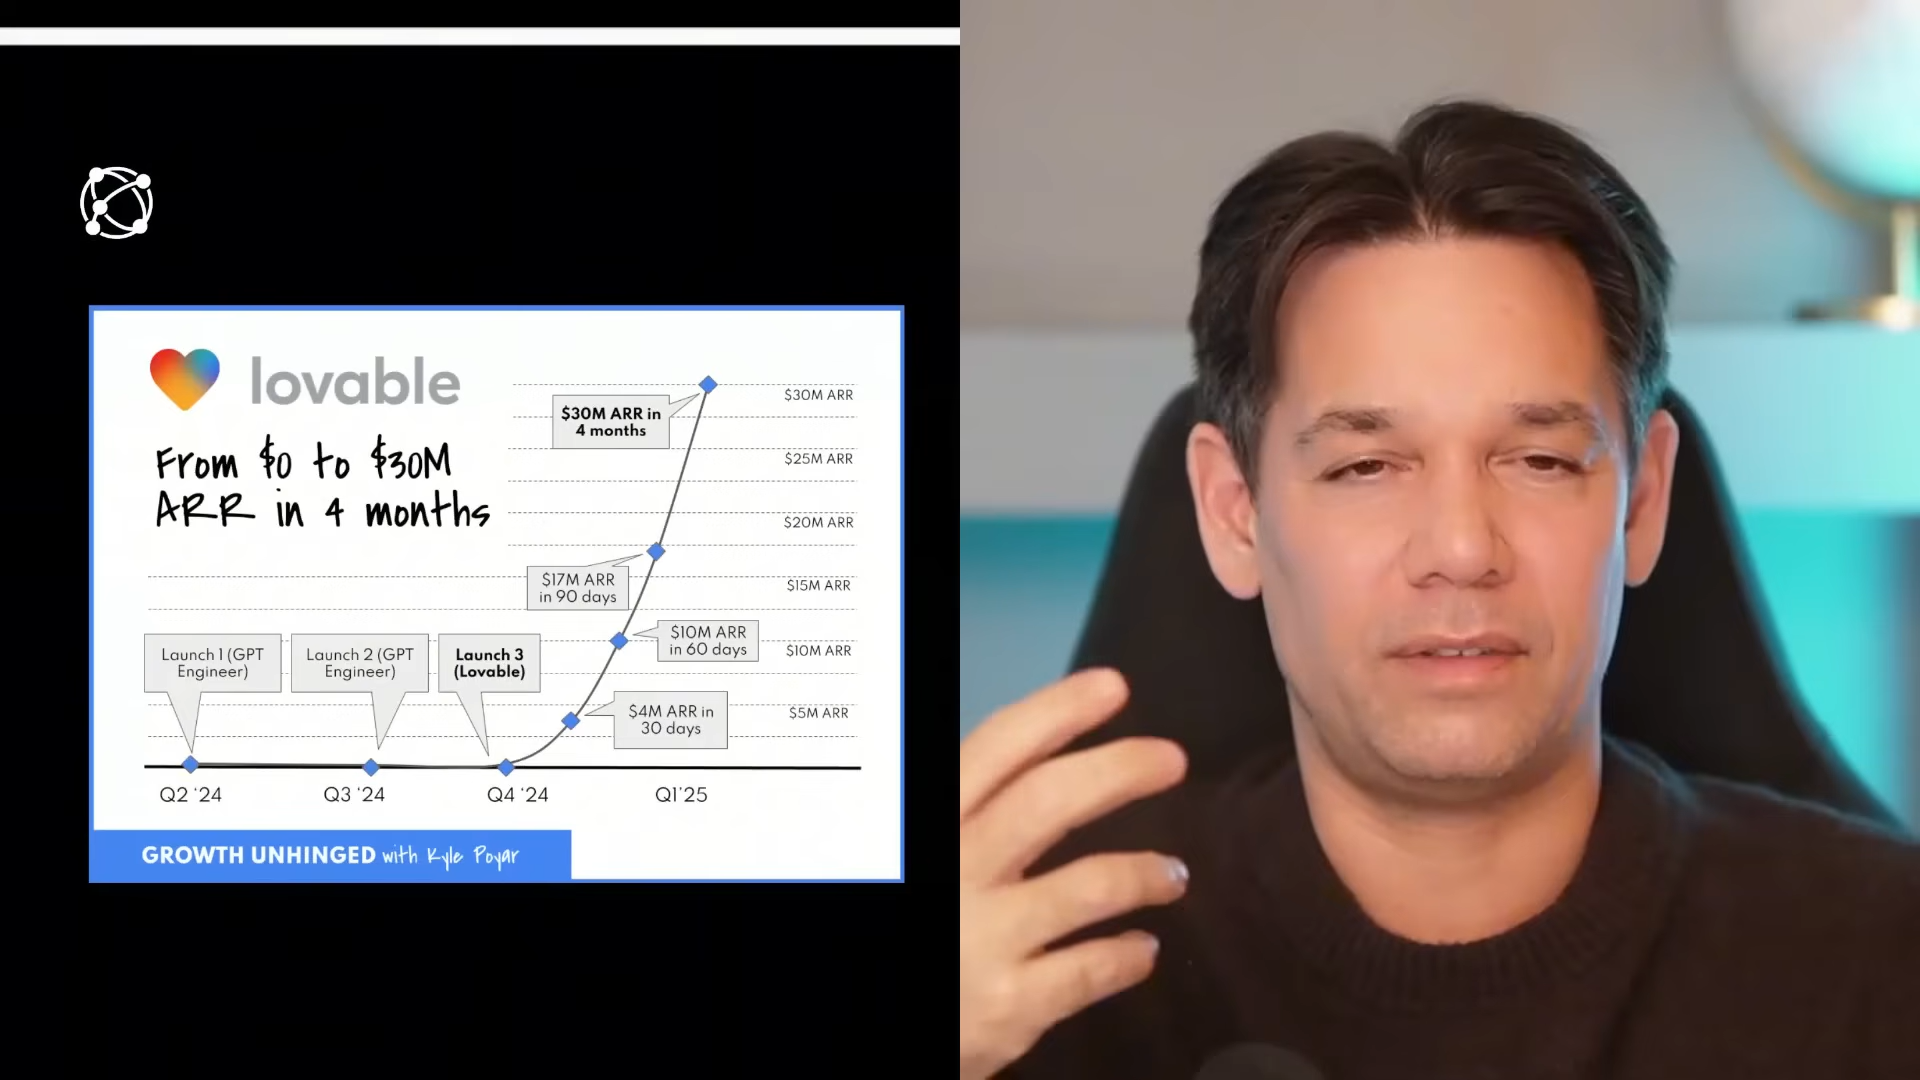 lovable
From $0 to $30M
ARR in 4 months
$30M ARR in
4 months
$30M ARR
$25M ARR
$20M ARR
$17M ARR
in 90 days
$15M ARR
$10M ARR
in 60 days
$10M ARR
Launch 1 (GPT
Engineer)
Launch 2 (GPT
Engineer)
Launch 3
(Lovable)
$4M ARR in
30 days
$5M ARR
Q2 '24
Q3 '24
Q4 '24
Q1'25
GROWTH UNHINGED with Kyle Poyar